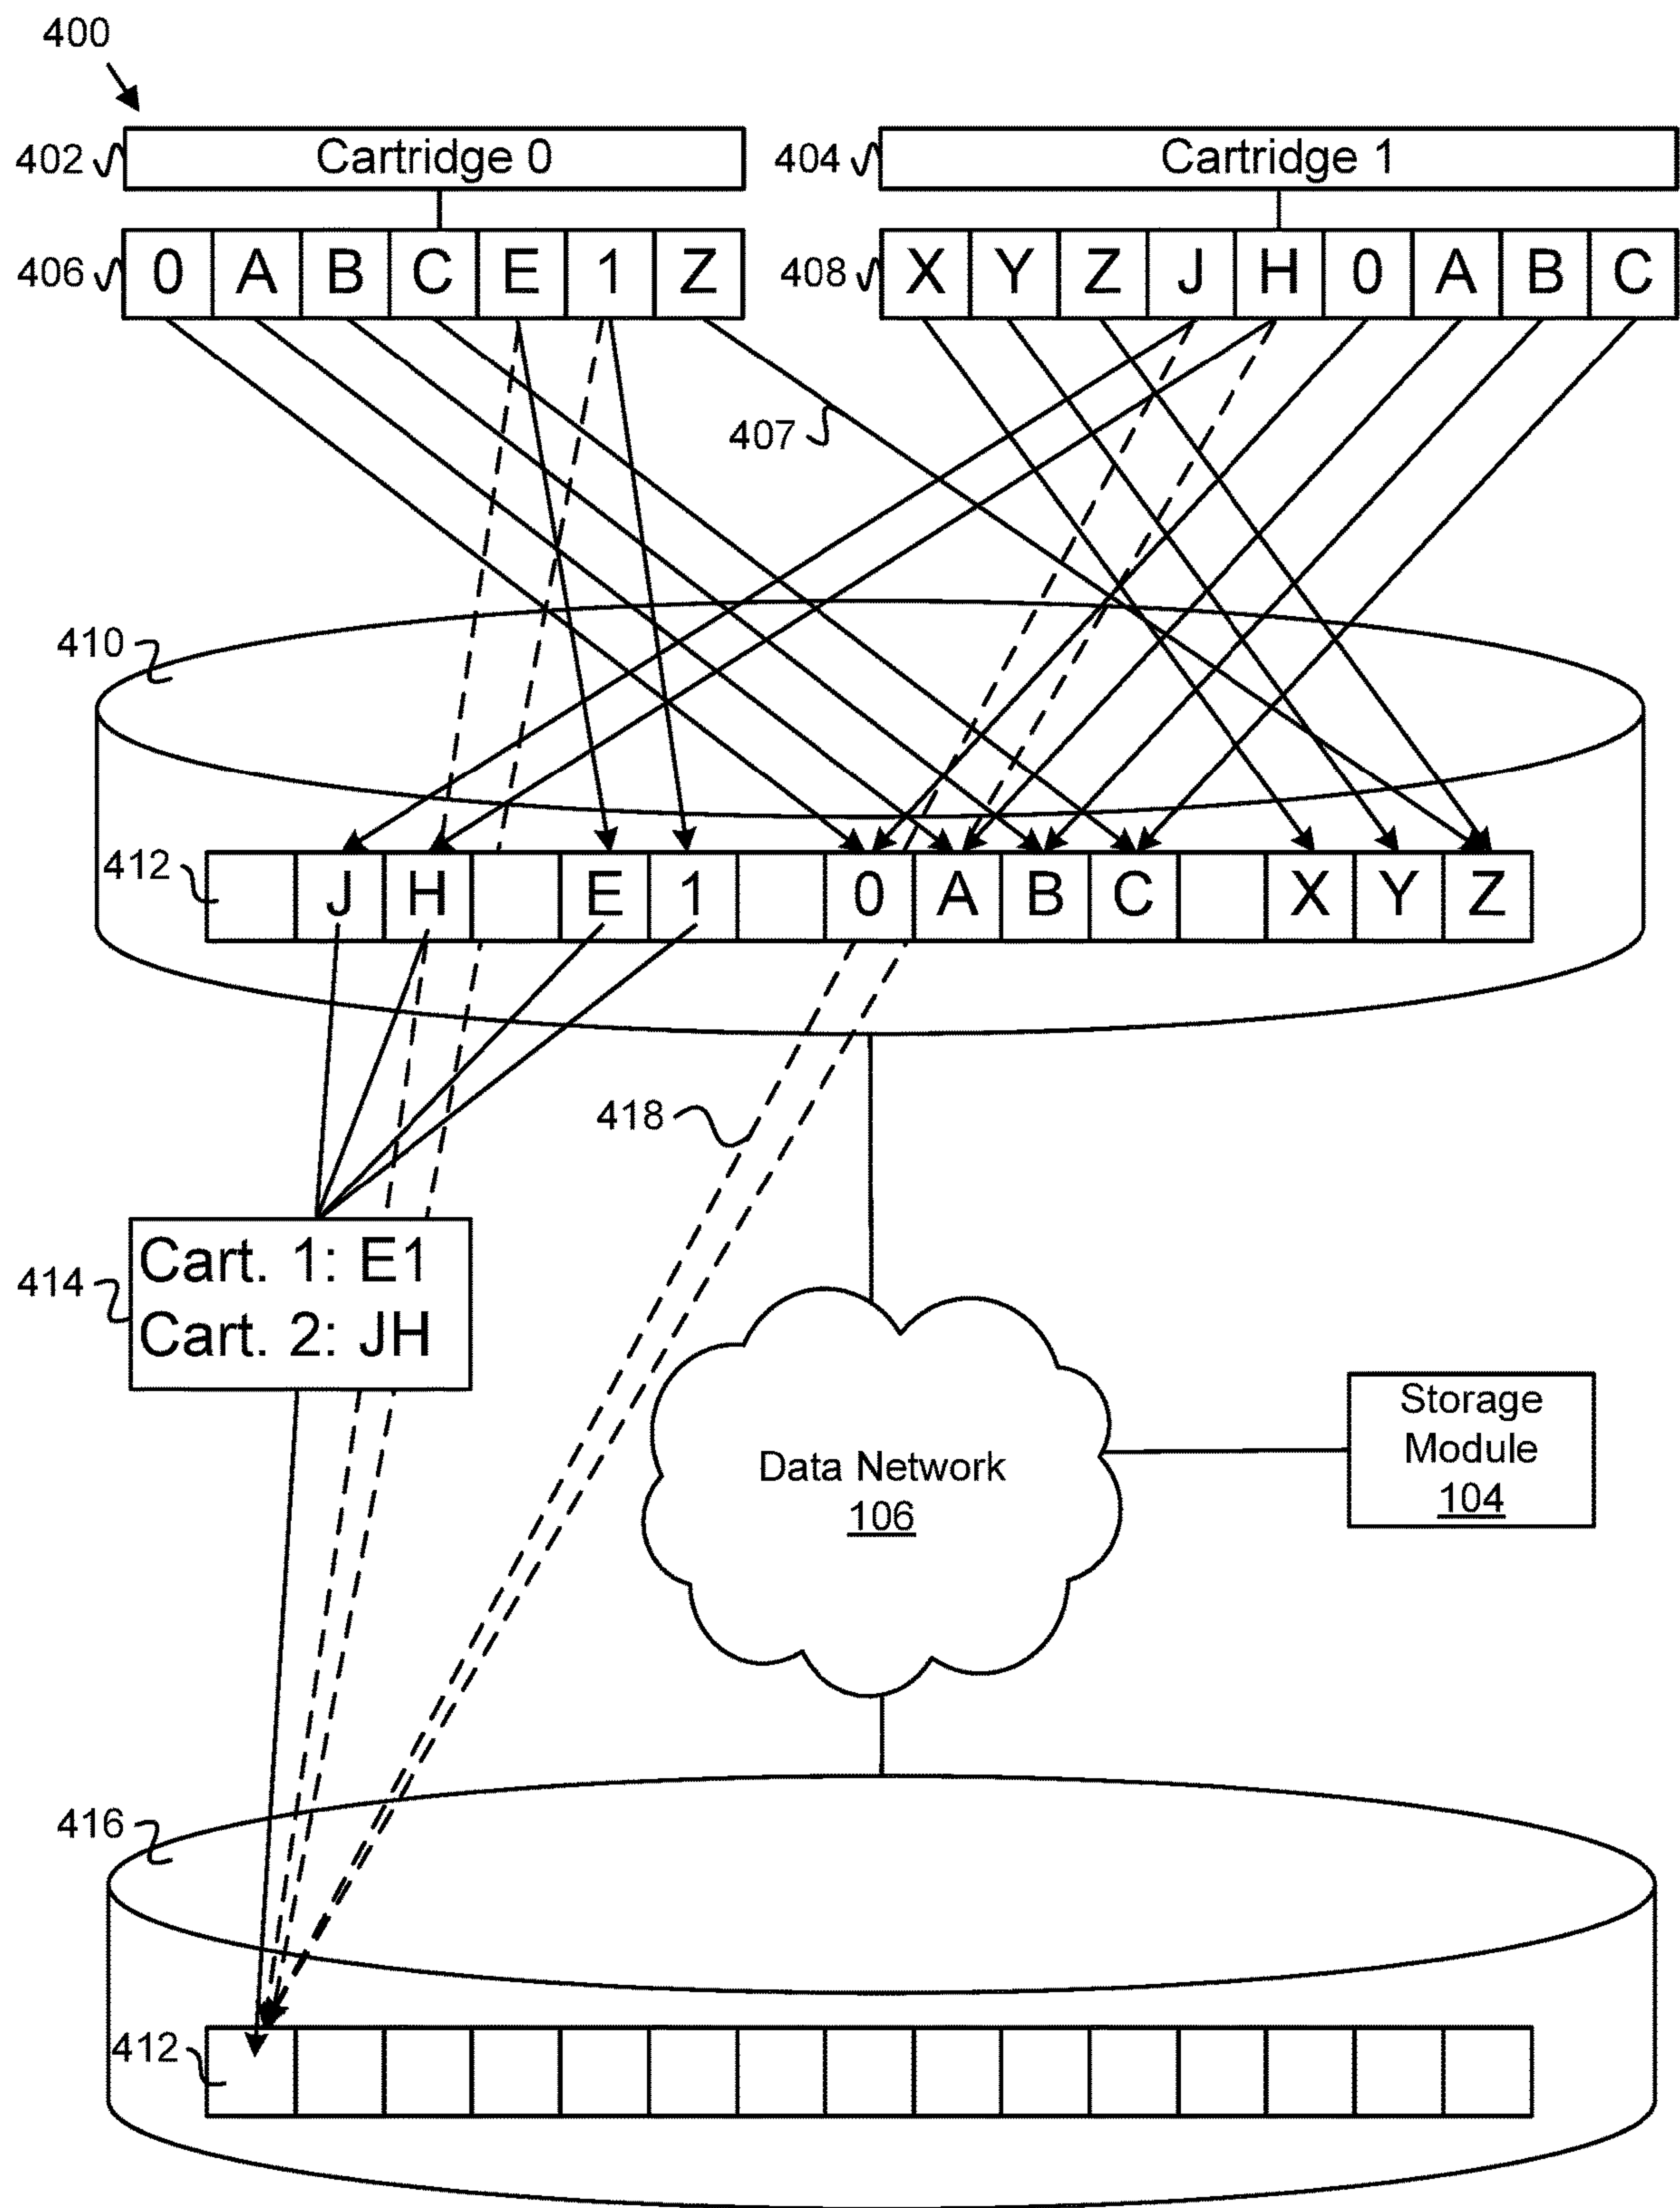 400
402 Cartridge 0 404 Cartridge 1
406 0 A B C E 1 Z 408 X Y Z J H 0 A B C
407
410
412 J H E 1 0 A B C X Y Z
418
414 Cart. 1: E1
Cart. 2: JH
Data Network
106
Storage
Module
104
416
412